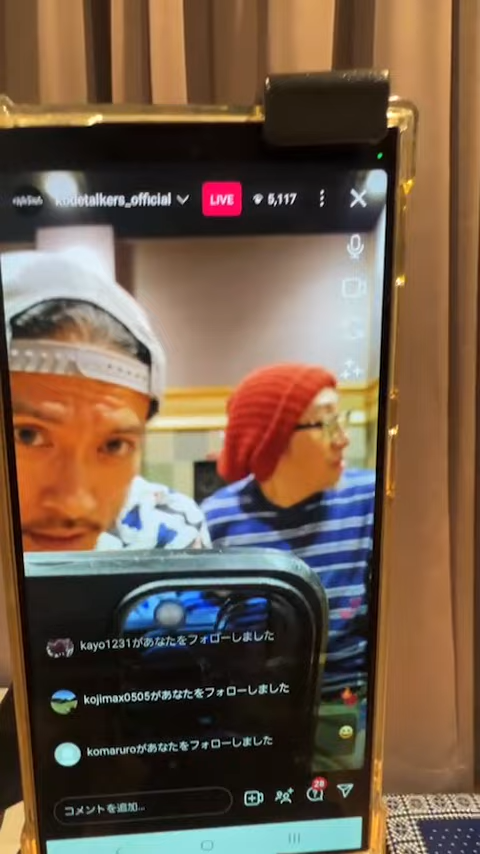 kodetalkers_official
LIVE
5,117
kayo1231があなたをフォローしました
kojimax0505があなたをフォローしました
komaruroがあなたをフォローしました
コメントを追加...
20